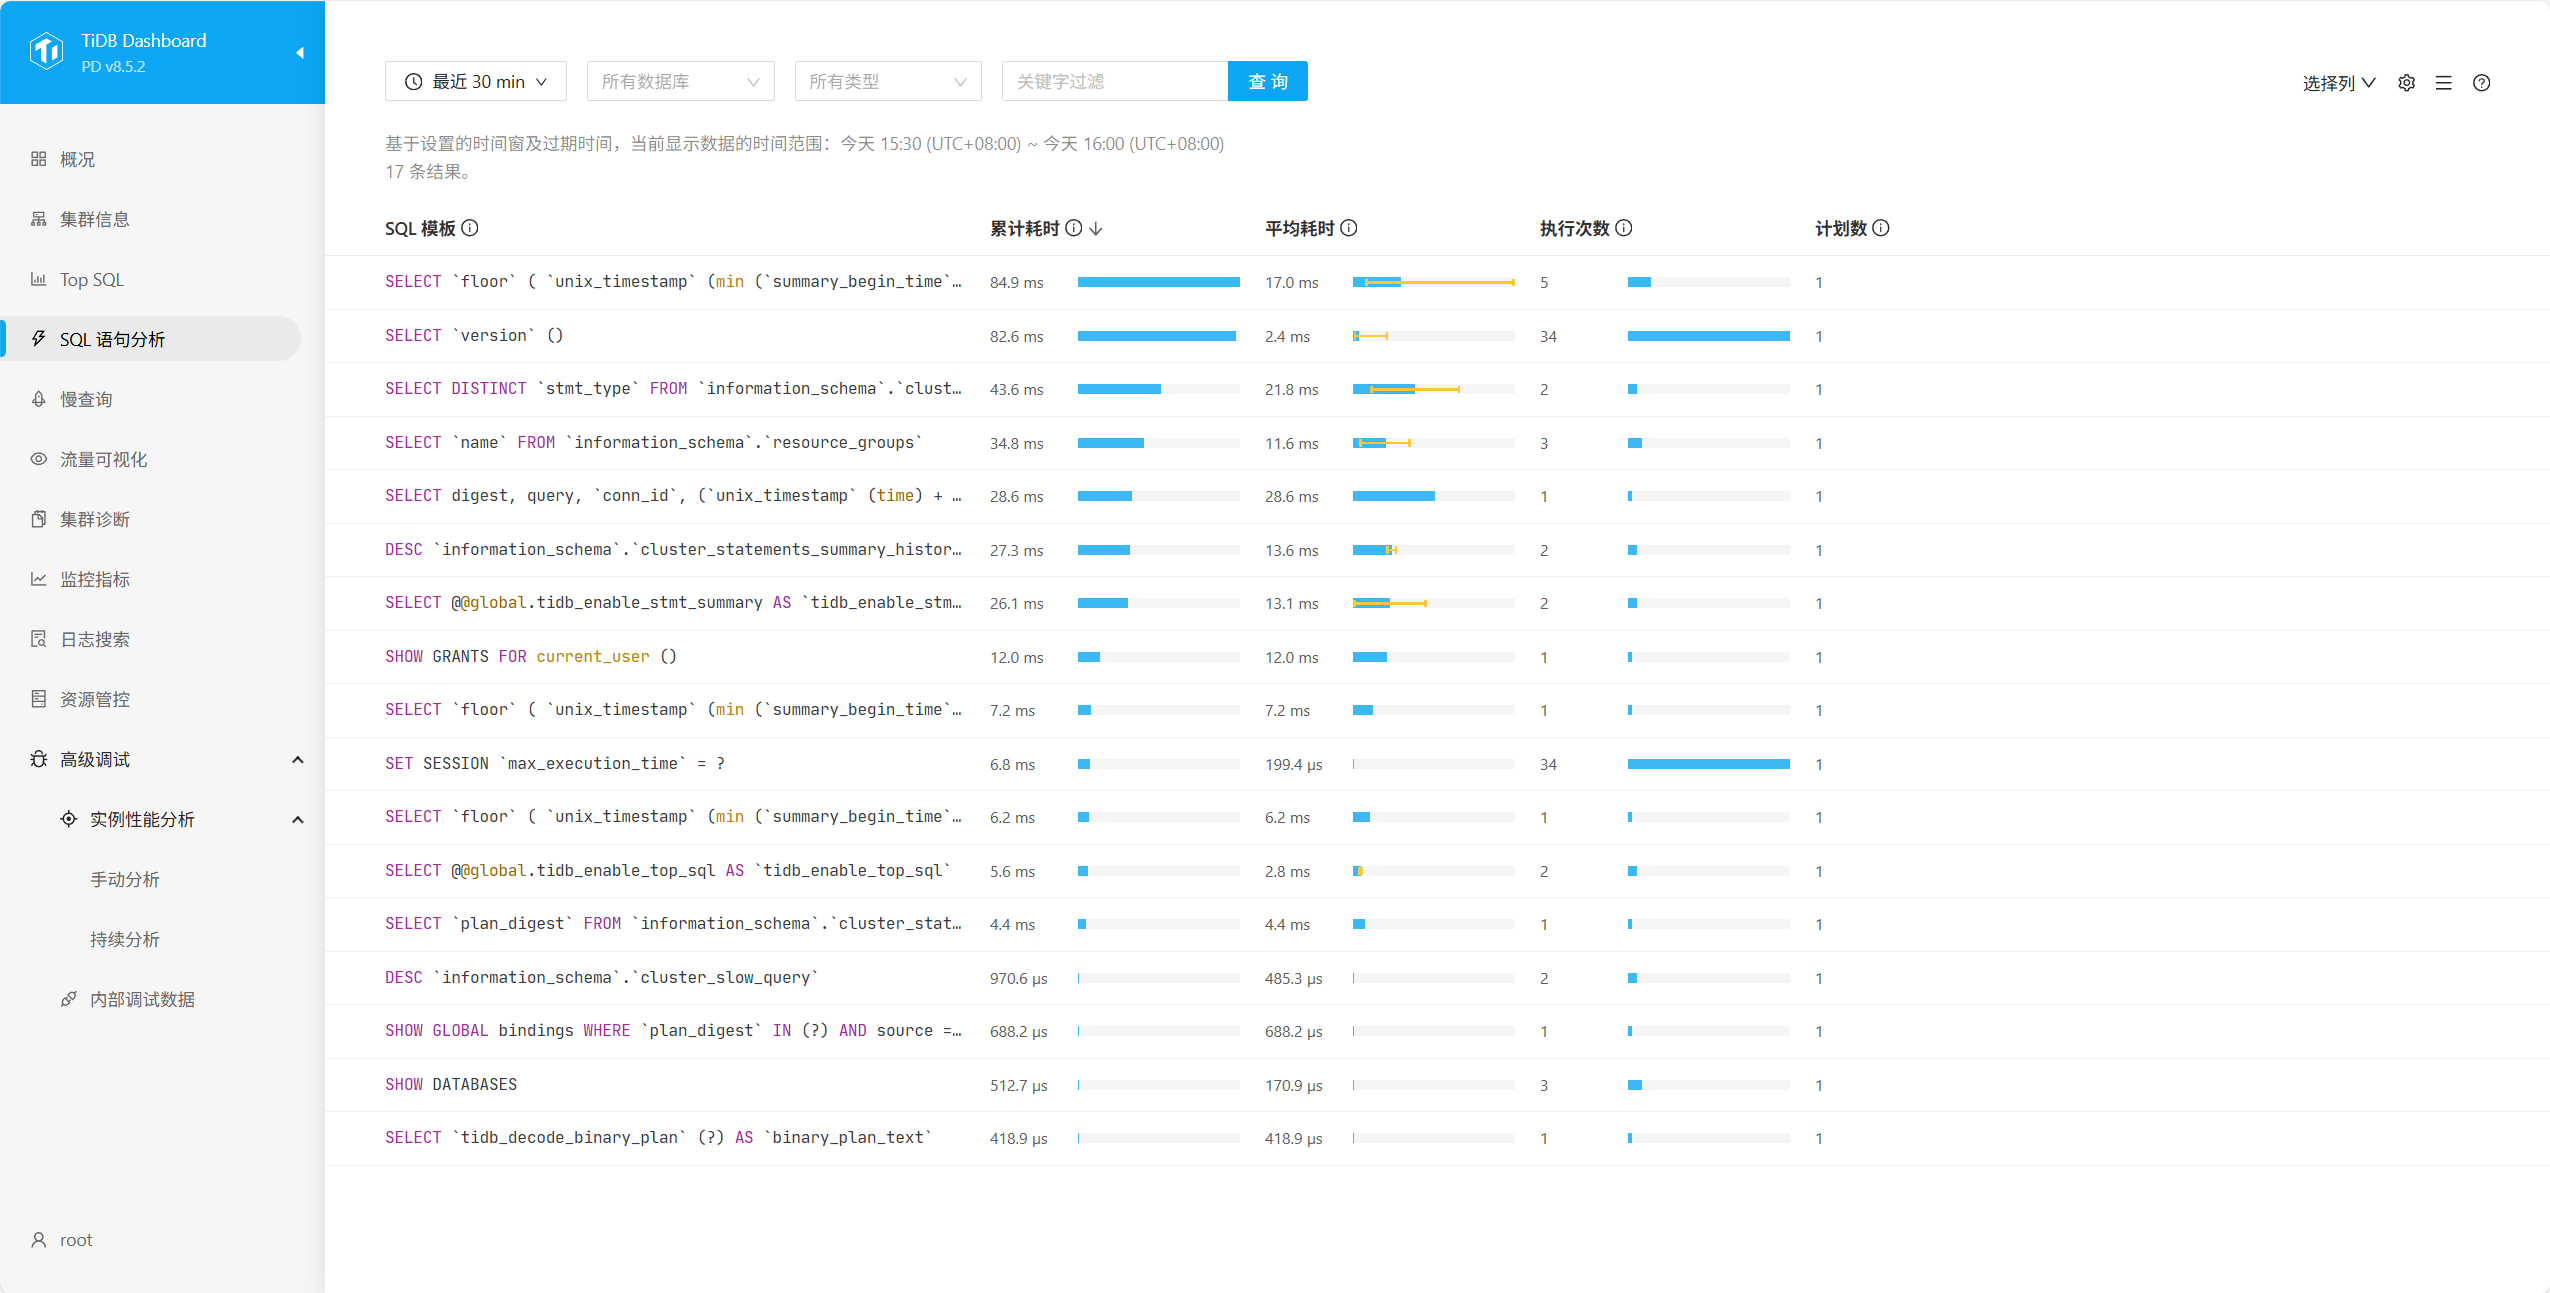 TiDB Dashboard
PD v8.5.2
概况
集群信息
Top SQL
SQL 语句分析
慢查询
流量可视化
集群诊断
监控指标
日志搜索
资源管控
高级调试
实例性能分析
手动分析
持续分析
内部调试数据
root
最近 30 min 所有数据库 所有类型 关键字过滤 查 询 选择列
基于设置的时间窗及过期时间，当前显示数据的时间范围：今天 15:30 (UTC+08:00) ~ 今天 16:00 (UTC+08:00)
17 条结果。
SQL 模板 累计耗时 平均耗时 执行次数 计划数
SELECT `floor` ( `unix_timestamp` (min (`summary_begin_time`… 84.9 ms 17.0 ms 5 1
SELECT `version` () 82.6 ms 2.4 ms 34 1
SELECT DISTINCT `stmt_type` FROM `information_schema`.`clust… 43.6 ms 21.8 ms 2 1
SELECT `name` FROM `information_schema`.`resource_groups` 34.8 ms 11.6 ms 3 1
SELECT digest, query, `conn_id`, (`unix_timestamp` (time) + … 28.6 ms 28.6 ms 1 1
DESC `information_schema`.`cluster_statements_summary_histor… 27.3 ms 13.6 ms 2 1
SELECT @@global.tidb_enable_stmt_summary AS `tidb_enable_stm… 26.1 ms 13.1 ms 2 1
SHOW GRANTS FOR current_user () 12.0 ms 12.0 ms 1 1
SELECT `floor` ( `unix_timestamp` (min (`summary_begin_time`… 7.2 ms 7.2 ms 1 1
SET SESSION `max_execution_time` = ? 6.8 ms 199.4 μs 34 1
SELECT `floor` ( `unix_timestamp` (min (`summary_begin_time`… 6.2 ms 6.2 ms 1 1
SELECT @@global.tidb_enable_top_sql AS `tidb_enable_top_sql` 5.6 ms 2.8 ms 2 1
SELECT `plan_digest` FROM `information_schema`.`cluster_stat… 4.4 ms 4.4 ms 1 1
DESC `information_schema`.`cluster_slow_query` 970.6 μs 485.3 μs 2 1
SHOW GLOBAL bindings WHERE `plan_digest` IN (?) AND source =… 688.2 μs 688.2 μs 1 1
SHOW DATABASES 512.7 μs 170.9 μs 3 1
SELECT `tidb_decode_binary_plan` (?) AS `binary_plan_text` 418.9 μs 418.9 μs 1 1